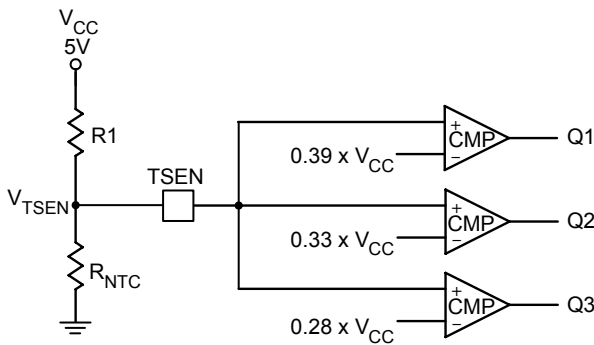 VCC
5V
R1
TSEN
VTSEN
RNTC
0.39 x VCC
+
CMP
−
Q1
0.33 x VCC
+
CMP
−
Q2
0.28 x VCC
+
CMP
−
Q3